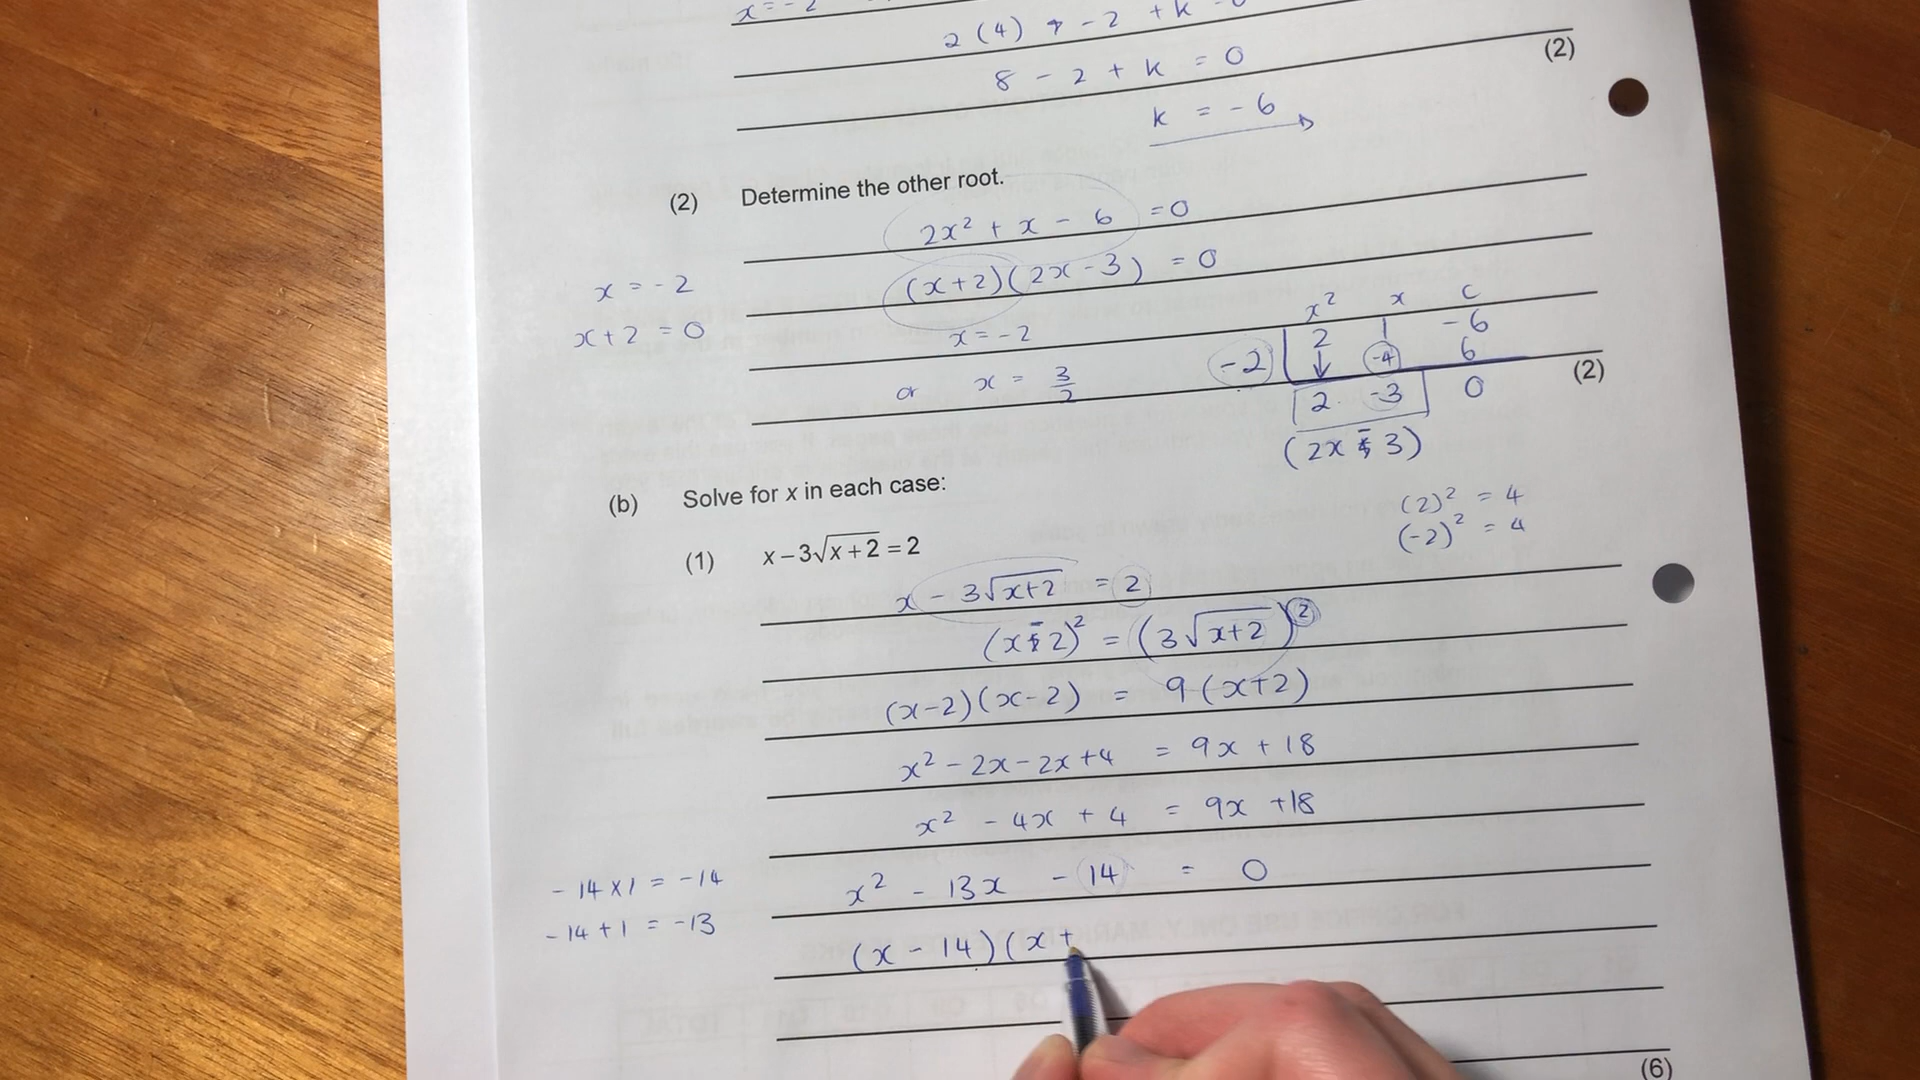 x = -2
2 (4) + -2 + k = 0
8 - 2 + k = 0
(2)
k = -6
(2) Determine the other root.
2x² + x - 6 = 0
(x+2)(2x-3) = 0
x = -2
x+2 = 0
x = -2
or x = 3/2
x² x c
-2 2 1 -6
-4 6
2 -3 0
(2x - 3)
(2)
(b) Solve for x in each case:
(2)² = 4
(-2)² = 4
(1) x – 3√(x + 2) = 2
x - 3√(x+2) = 2
(x-2)² = (3√(x+2))²
(x-2)(x-2) = 9(x+2)
x² - 2x - 2x + 4 = 9x + 18
x² - 4x + 4 = 9x + 18
x² - 13x - 14 = 0
-14 x 1 = -14
-14 + 1 = -13
(x - 14)(x +
(6)